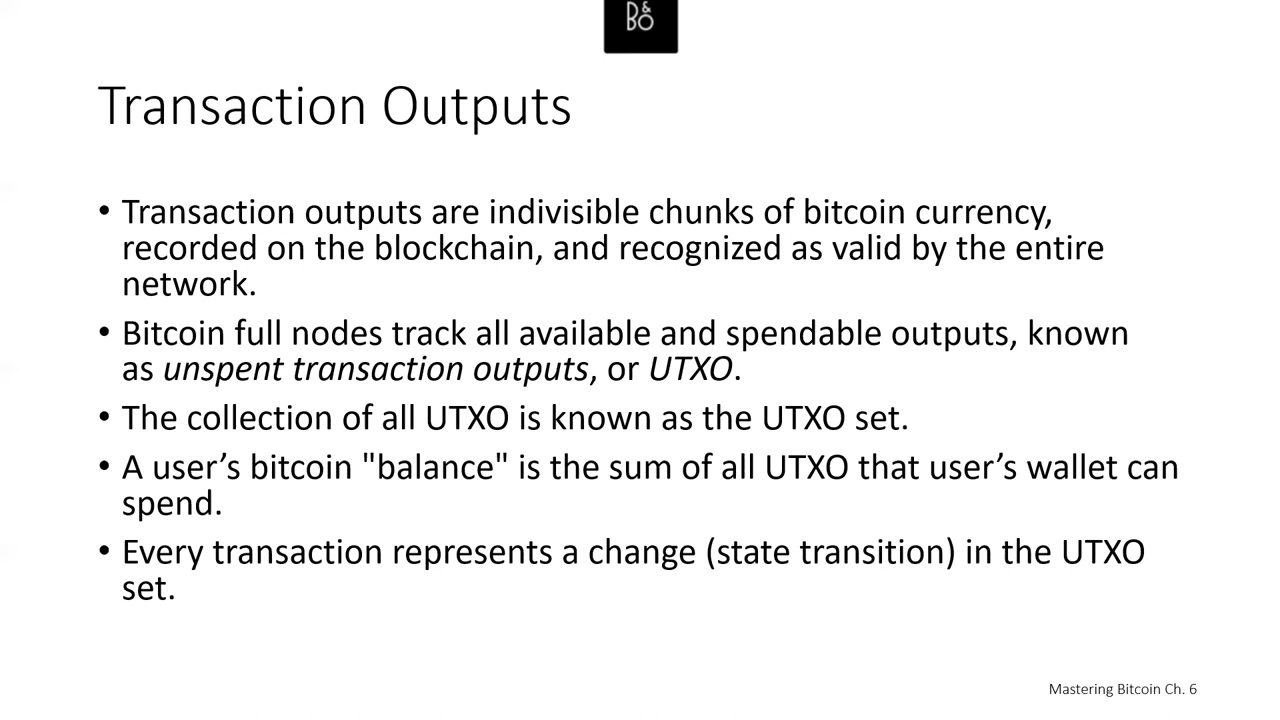 B&O
Transaction Outputs
• Transaction outputs are indivisible chunks of bitcoin currency,
recorded on the blockchain, and recognized as valid by the entire
network.
• Bitcoin full nodes track all available and spendable outputs, known
as unspent transaction outputs, or UTXO.
• The collection of all UTXO is known as the UTXO set.
• A user’s bitcoin "balance" is the sum of all UTXO that user’s wallet can
spend.
• Every transaction represents a change (state transition) in the UTXO
set.
Mastering Bitcoin Ch. 6